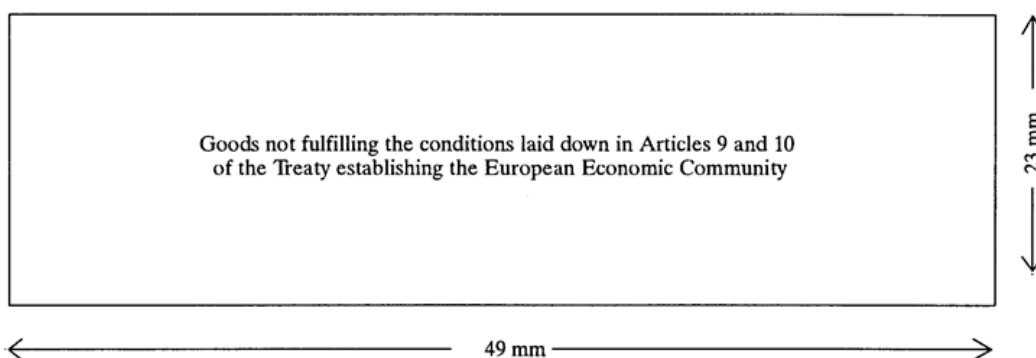 Goods not fulfilling the conditions laid down in Articles 9 and 10
of the Treaty establishing the European Economic Community
23 mm
49 mm